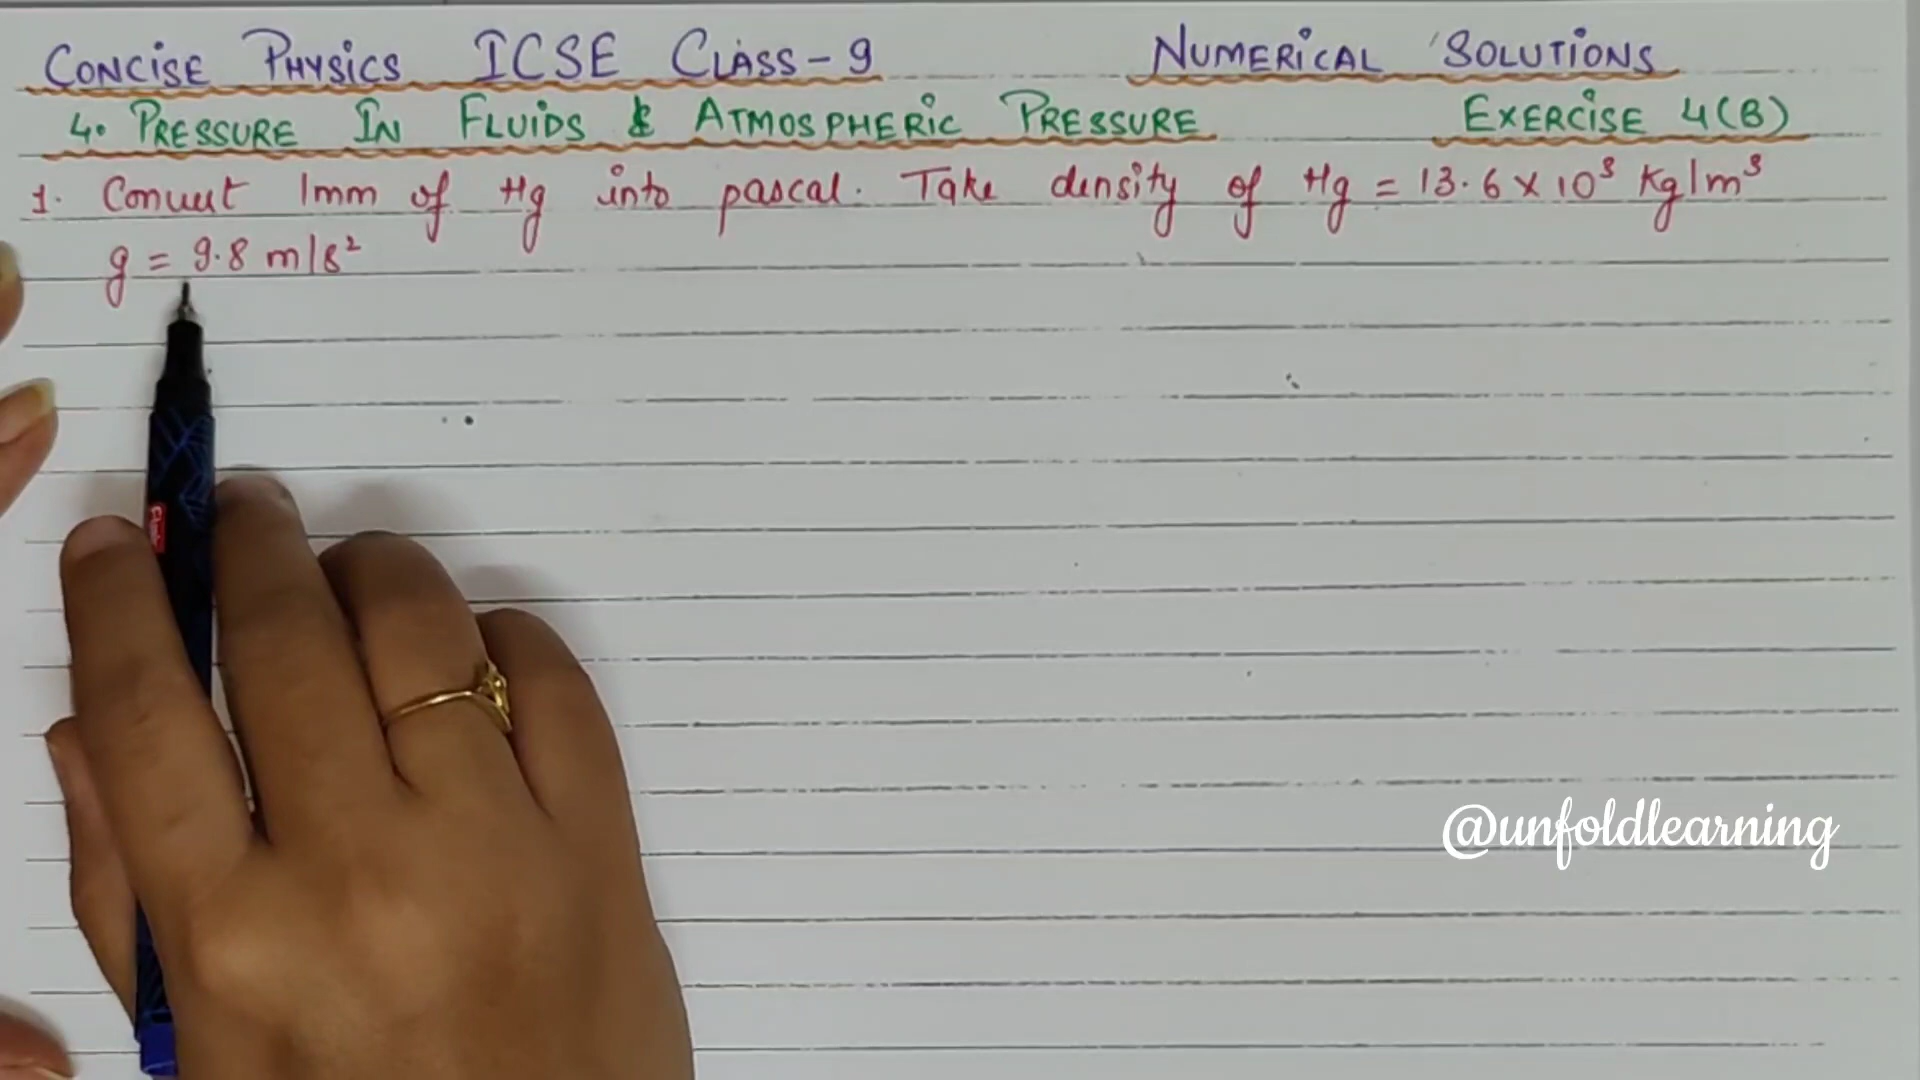 CONCISE PHYSICS ICSE CLASS-9 NUMERICAL SOLUTIONS
4. PRESSURE IN FLUIDS & ATMOSPHERIC PRESSURE EXERCISE 4(B)
1. Convert 1mm of Hg into pascal. Take density of Hg = 13.6 × 10³ Kg/m³
g = 9.8 m/s²
@unfoldlearning